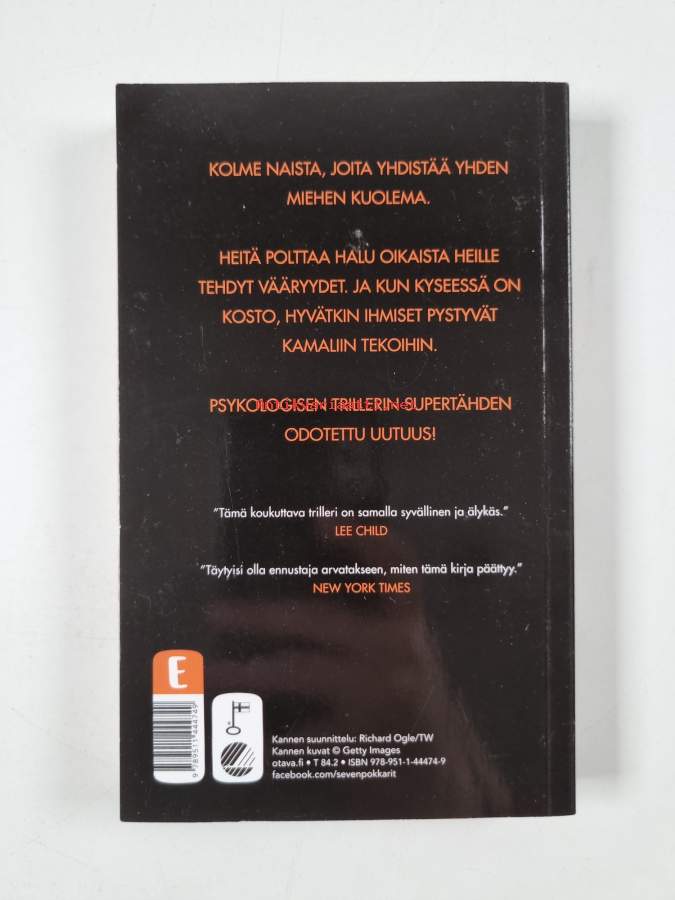 KOLME NAISTA, JOITA YHDISTÄÄ YHDEN
MIEHEN KUOLEMA.
HEITÄ POLTTAA HALU OIKAISTA HEILLE
TEHDYT VÄÄRYYDET. JA KUN KYSEESSÄ ON
KOSTO, HYVÄTKIN IHMISET PYSTYVÄT
KAMALIIN TEKOIHIN.
PSYKOLOGISEN TRILLERIN SUPERTÄHDEN
ODOTETTU UUTUUS!
”Tämä koukuttava trilleri on samalla syvällinen ja älykäs.”
LEE CHILD
”Täytyisi olla ennustaja arvatakseen, miten tämä kirja päättyy.”
NEW YORK TIMES
E
9 789511 444749
Kannen suunnittelu: Richard Ogle/TW
Kannen kuvat © Getty Images
otava.fi • T 84.2 • ISBN 978-951-1-44474-9
facebook.com/sevenpokkarit